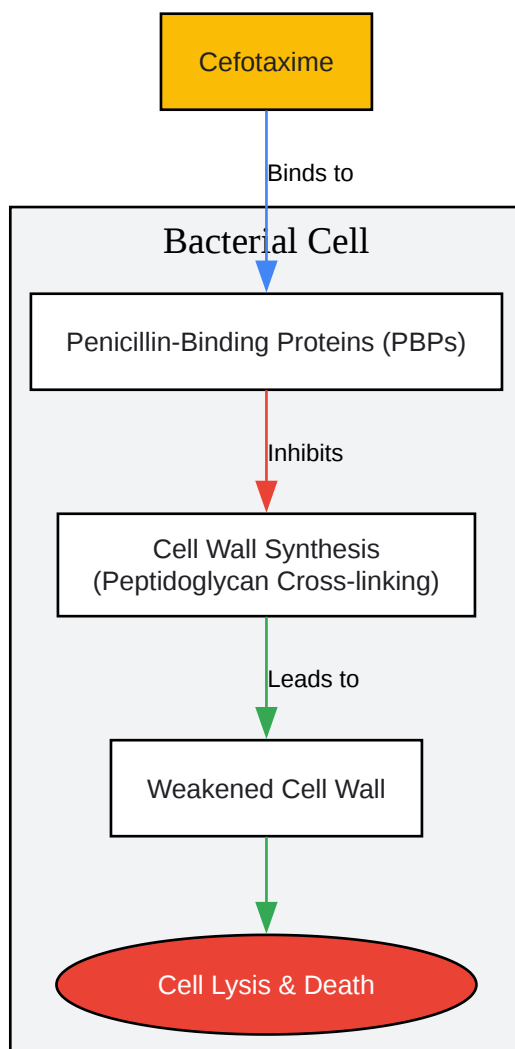 Cefotaxime
Binds to
Bacterial Cell
Penicillin-Binding Proteins (PBPs)
Inhibits
Cell Wall Synthesis
(Peptidoglycan Cross-linking)
Leads to
Weakened Cell Wall
Cell Lysis & Death